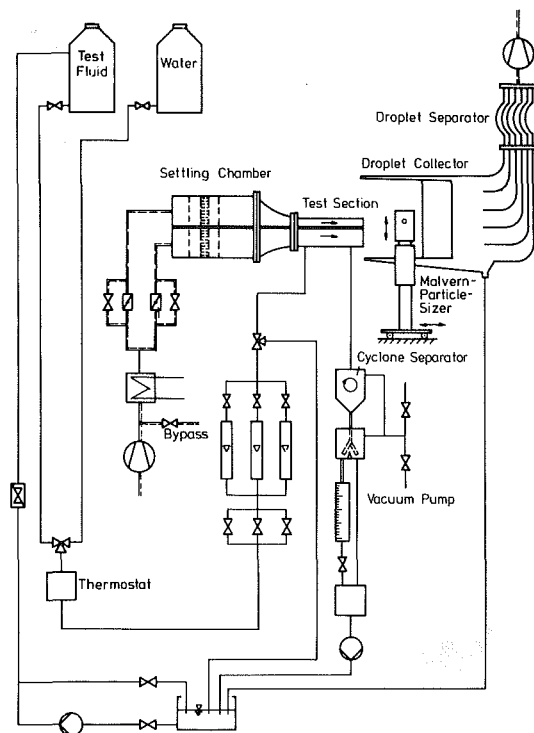 Test
Fluid
Water
Droplet Separator
Droplet Collector
Settling Chamber
Test Section
Malvern-
Particle-
Sizer
Cyclone Separator
Bypass
Vacuum Pump
Thermostat